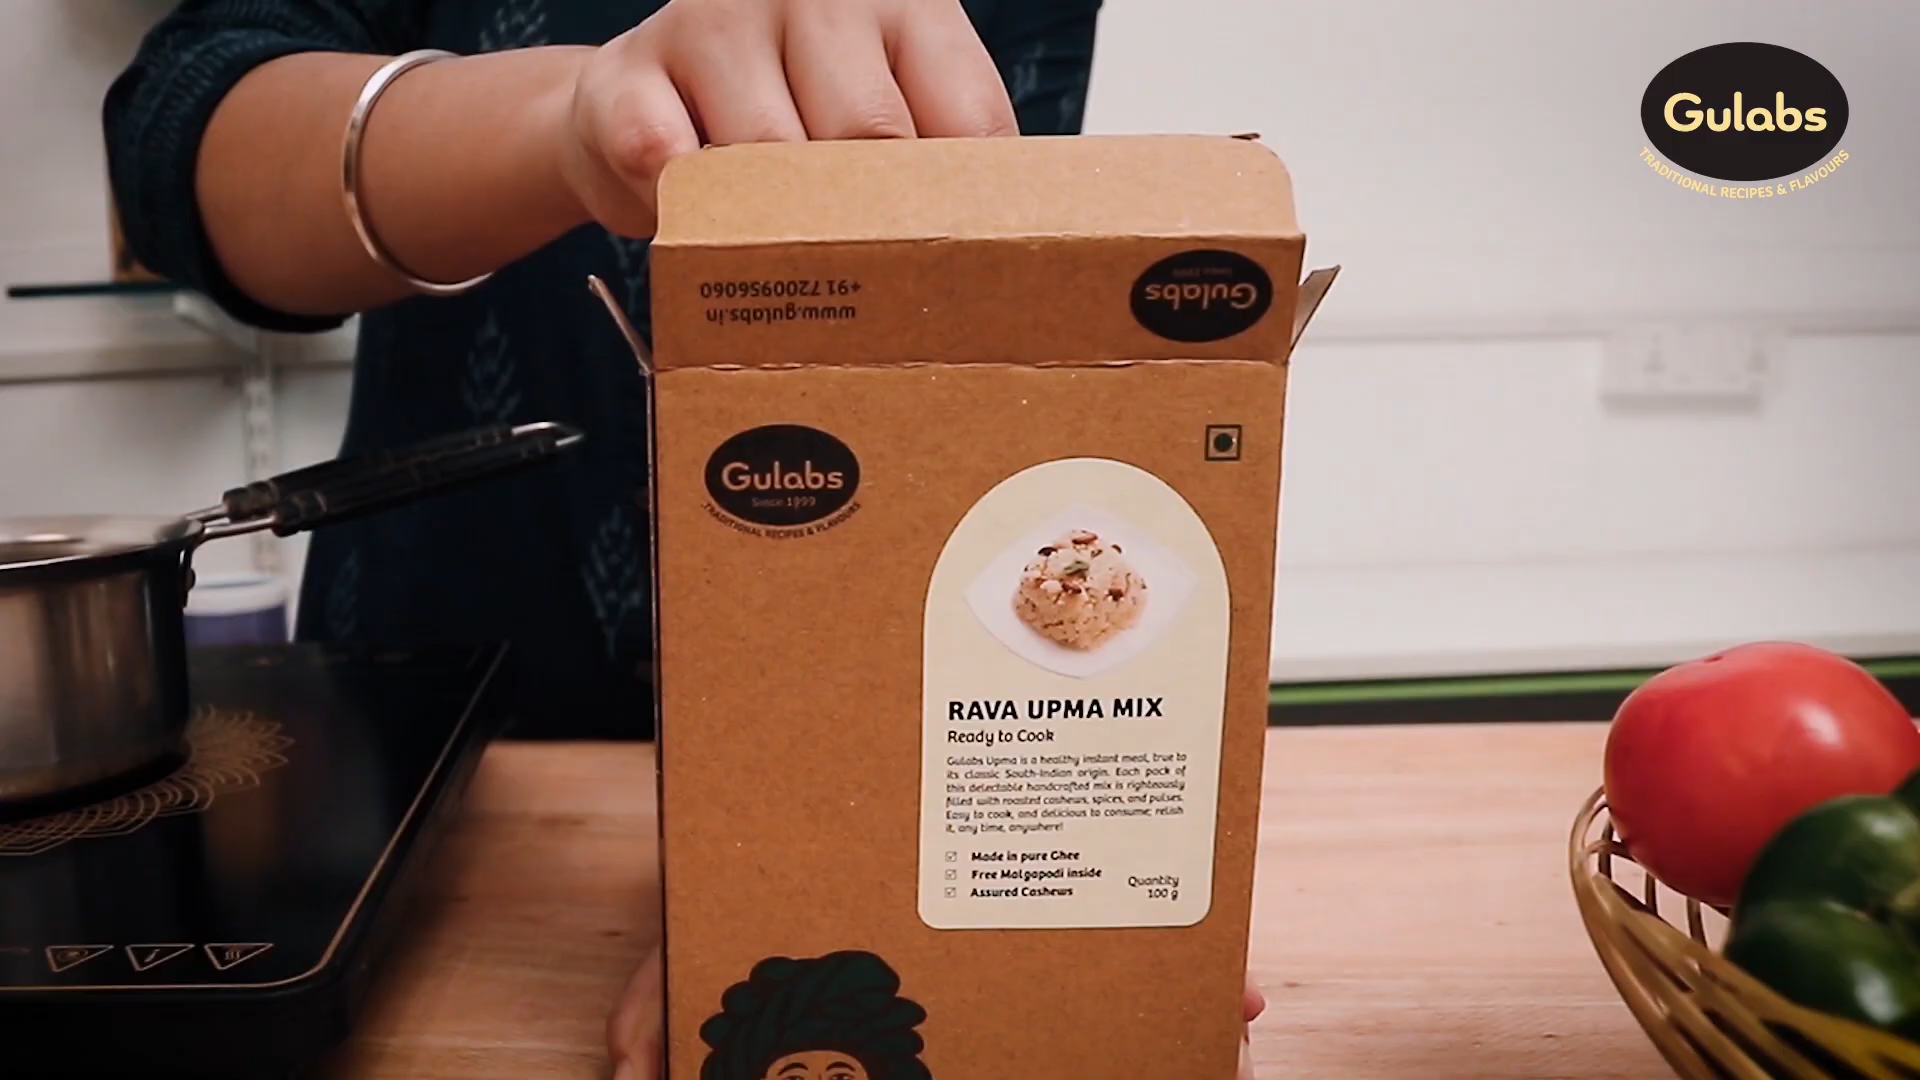 Gulabs
TRADITIONAL RECIPES & FLAVOURS
www.gulabs.in
+91 7200956060
Gulabs
Since 1999
Gulabs
Since 1999
TRADITIONAL RECIPES & FLAVOURS
RAVA UPMA MIX
Ready to Cook
Gulabs Upma is a healthy instant meal, true to
its classic South-Indian origin. Each pack of
this delectable handcrafted mix is righteously
filled with roasted cashews, spices, and pulses.
Easy to cook, and delicious to consume; relish
it, any time, anywhere!
Made in pure Ghee
Free Malgapodi inside
Assured Cashews
Quantity
100 g